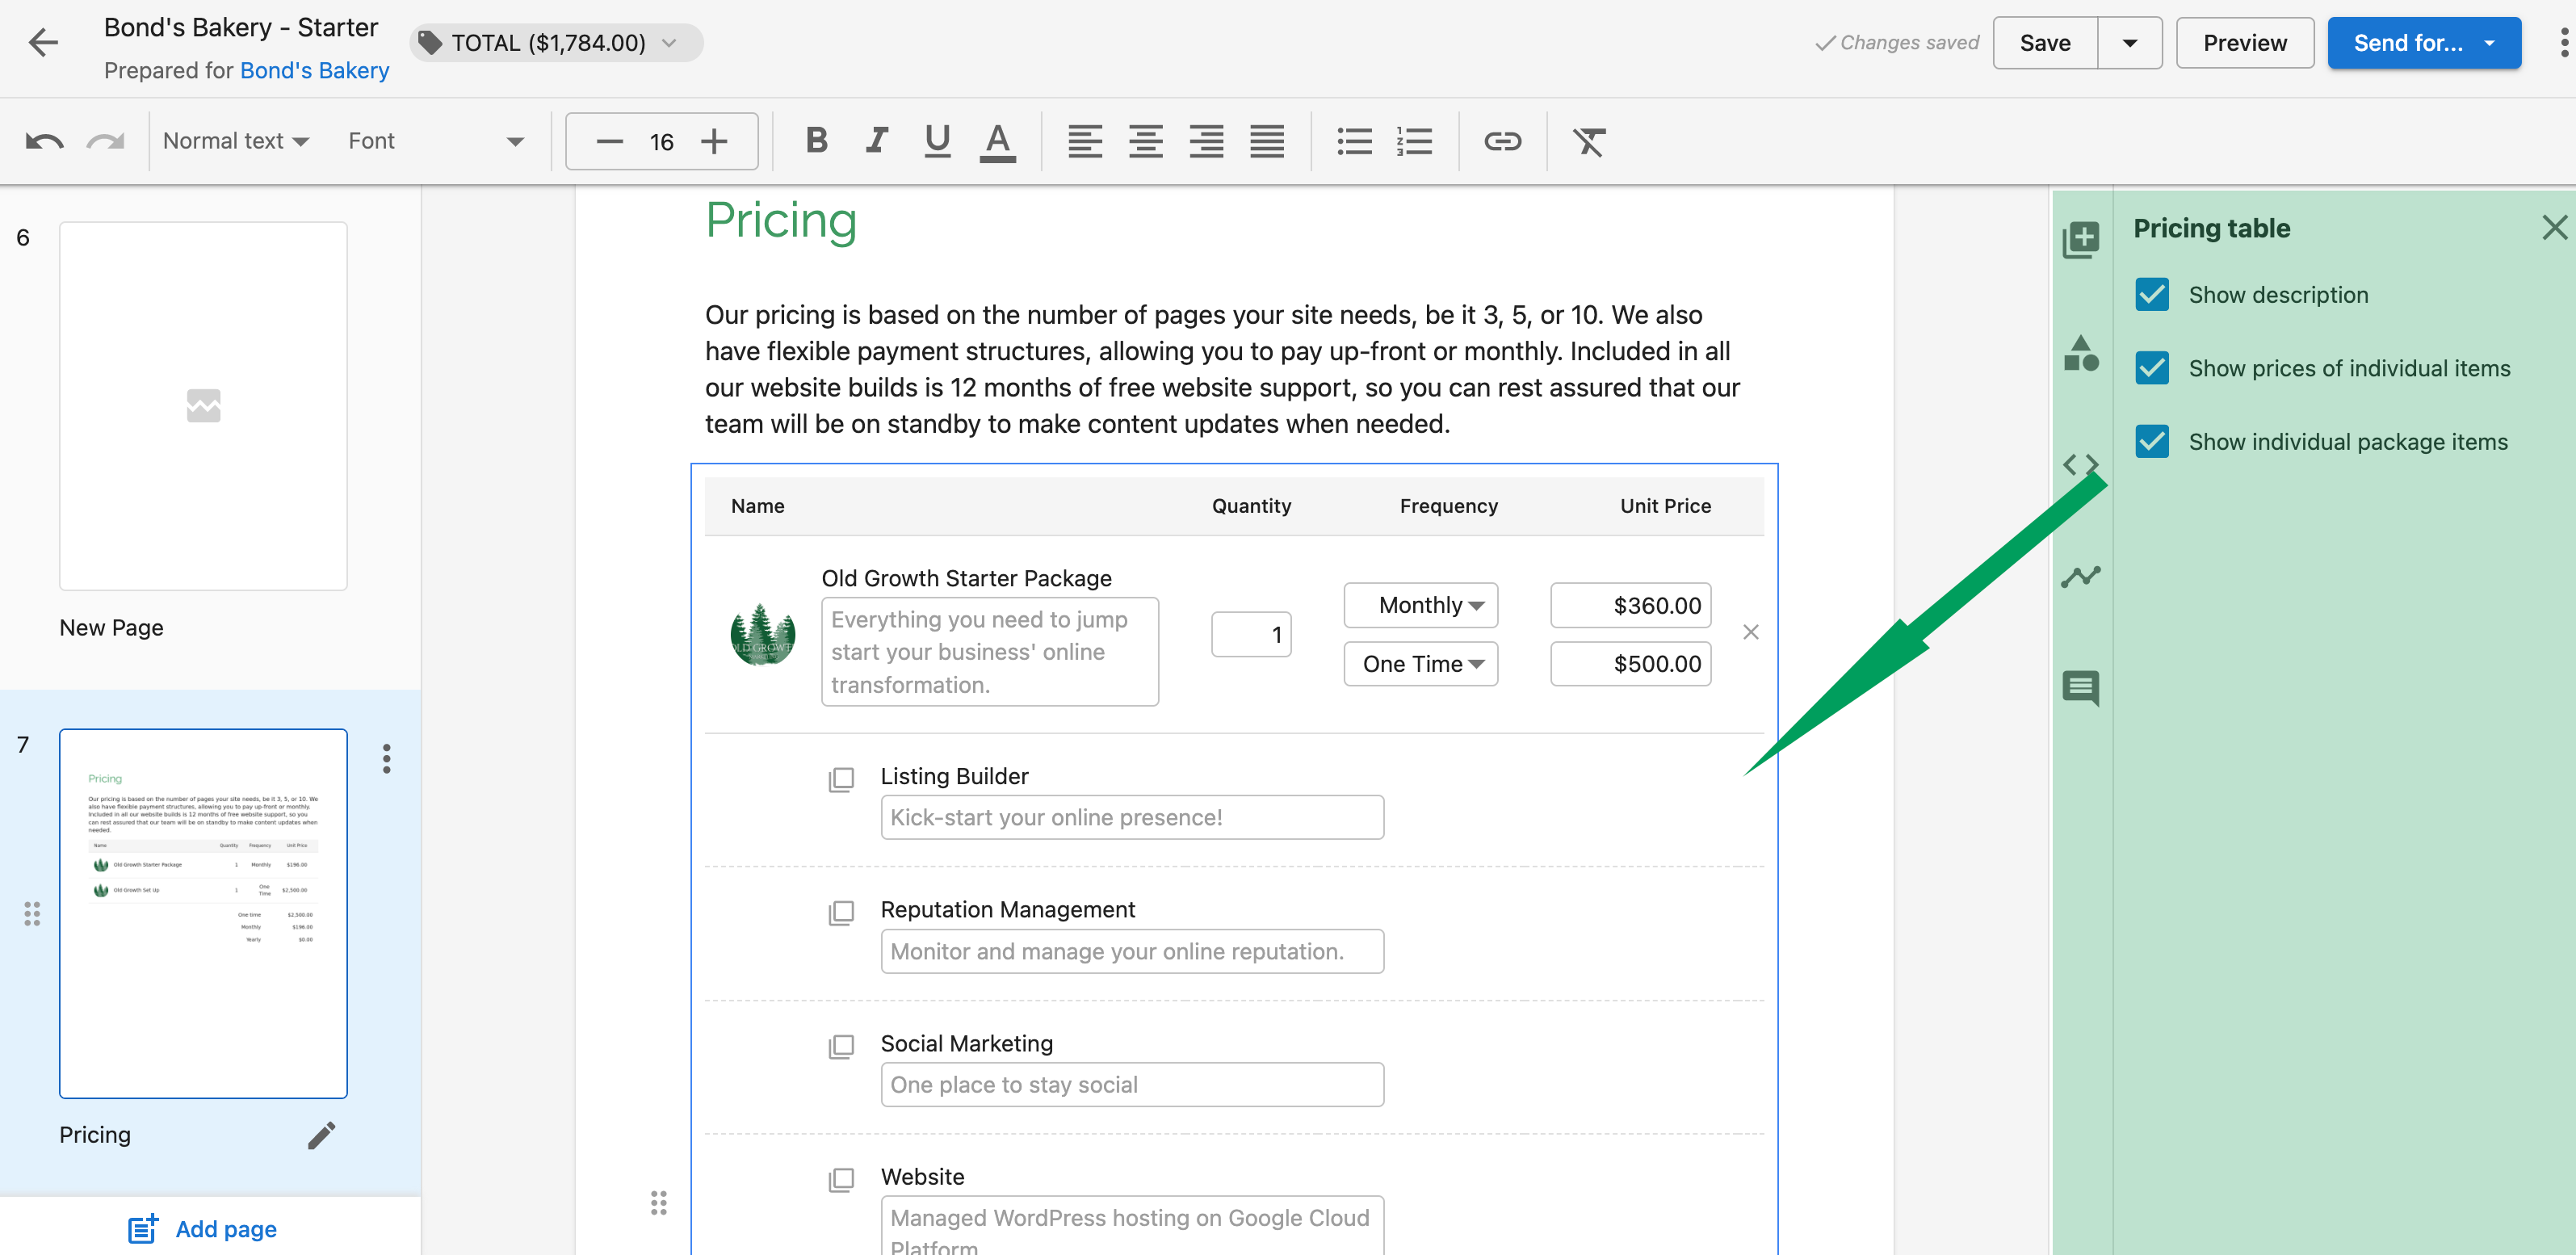 Bond's Bakery - Starter
TOTAL ($1,784.00)
Prepared for Bond's Bakery
Changes saved
Save
Preview
Send for...
Normal text
Font
16
B
I
U
A
6
New Page
7
Pricing
Our pricing is based on the number of pages your site needs, be it 3, 5, or 10. We
also have flexible payment structures, allowing you to pay up-front or monthly.
Included in all our website builds is 12 months of free website support, so you
can rest assured that our team will be on standby to make content updates when
needed.
Name Quantity Frequency Unit Price
Old Growth Starter Package 1 Monthly $196.00
Old Growth Set Up 1 One Time $2,500.00
One time $2,500.00
Monthly $196.00
Yearly $0.00
Pricing
Add page
Pricing
Our pricing is based on the number of pages your site needs, be it 3, 5, or 10. We also
have flexible payment structures, allowing you to pay up-front or monthly. Included in all
our website builds is 12 months of free website support, so you can rest assured that our
team will be on standby to make content updates when needed.
Name Quantity Frequency Unit Price
OLD GROWTH
Old Growth Starter Package
Everything you need to jump
start your business' online
transformation.
1
Monthly $360.00
One Time $500.00
Listing Builder
Kick-start your online presence!
Reputation Management
Monitor and manage your online reputation.
Social Marketing
One place to stay social
Website
Managed WordPress hosting on Google Cloud
Platform
Pricing table
Show description
Show prices of individual items
Show individual package items